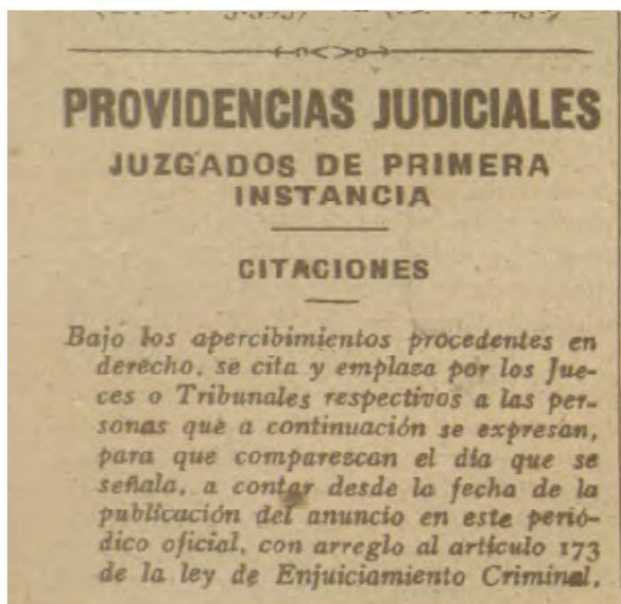 PROVIDENCIAS JUDICIALES
JUZGADOS DE PRIMERA
INSTANCIA
CITACIONES
Bajo los apercibimientos procedentes en
derecho, se cita y emplaza por los Jue-
ces o Tribunales respectivos a las per-
sonas que a continuación se expresan,
para que comparezcan el día que se
señala, a contar desde la fecha de la
publicación del anuncio en este perió-
dico oficial, con arreglo al artículo 173
de la ley de Enjuiciamiento Criminal.